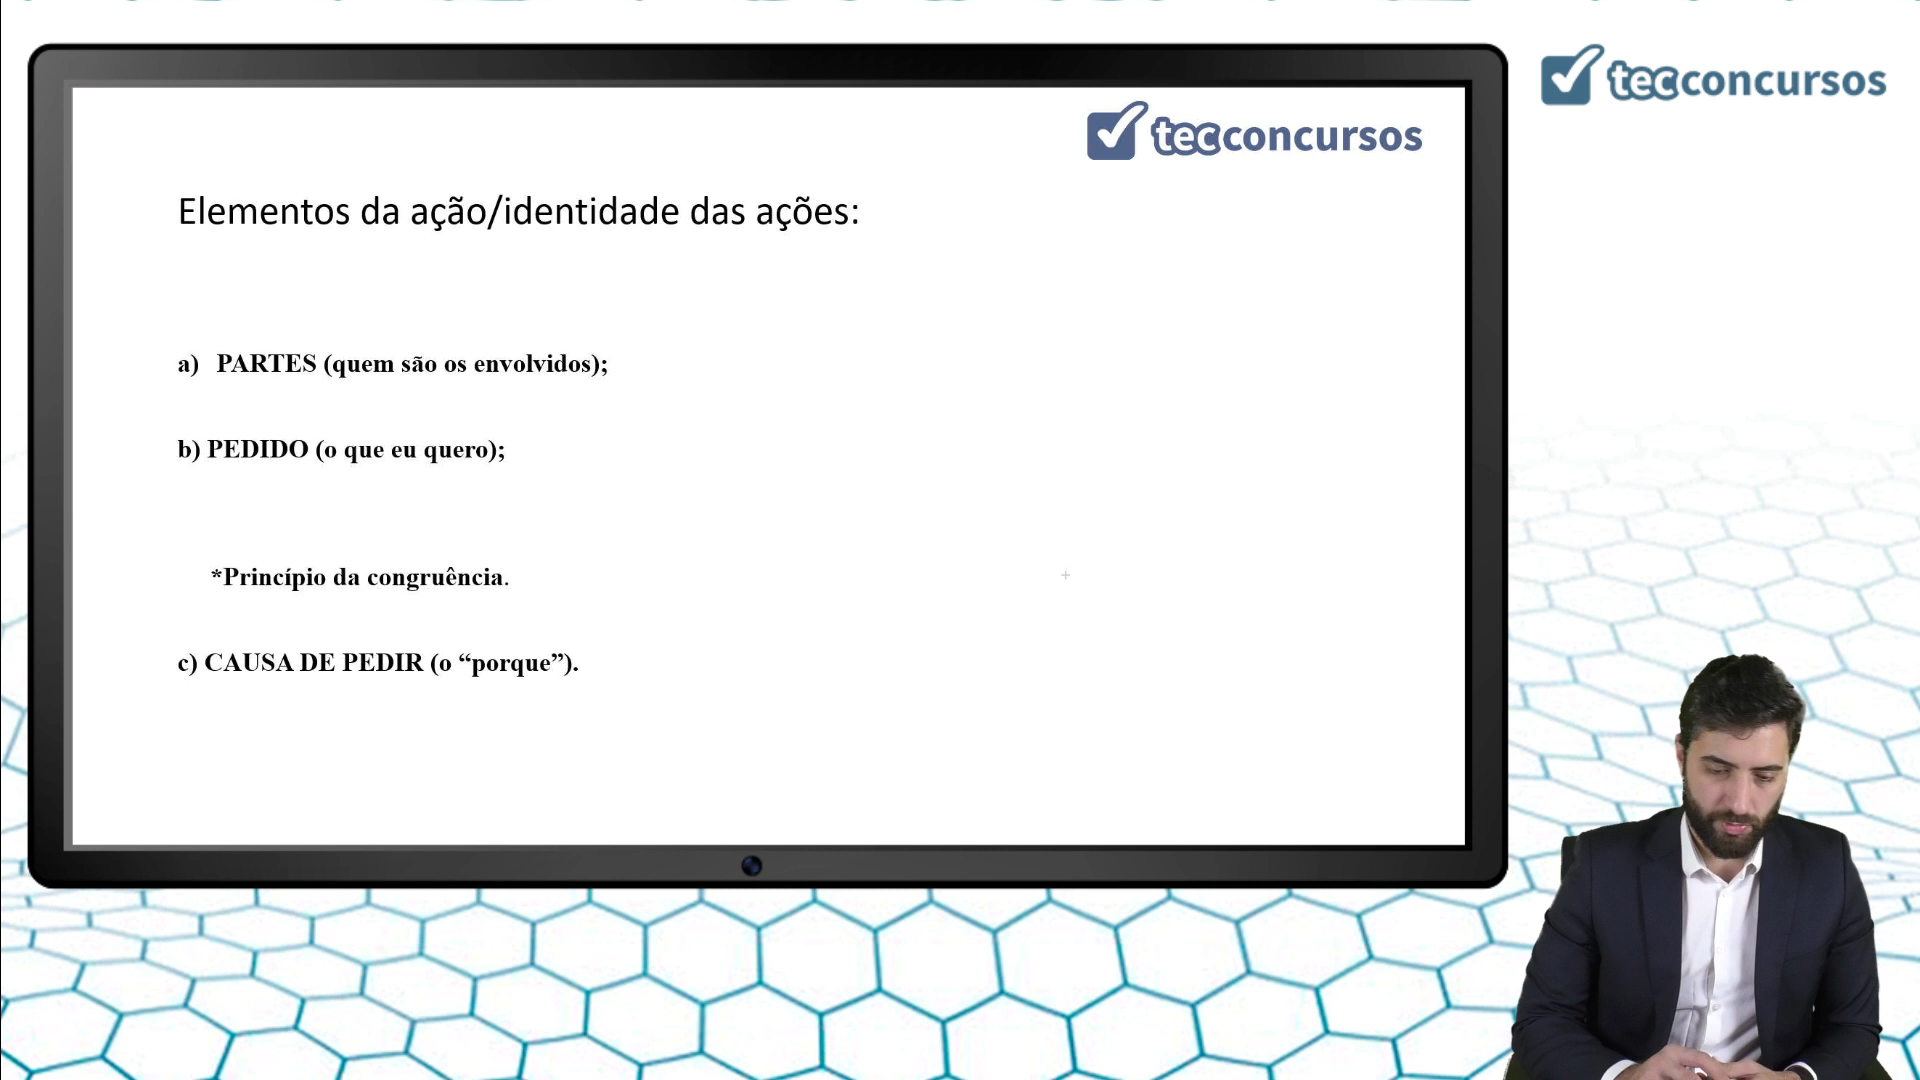 tecconcursos
tecconcursos
Elementos da ação/identidade das ações:
a) PARTES (quem são os envolvidos);
b) PEDIDO (o que eu quero);
*Princípio da congruência.
c) CAUSA DE PEDIR (o “porque”).